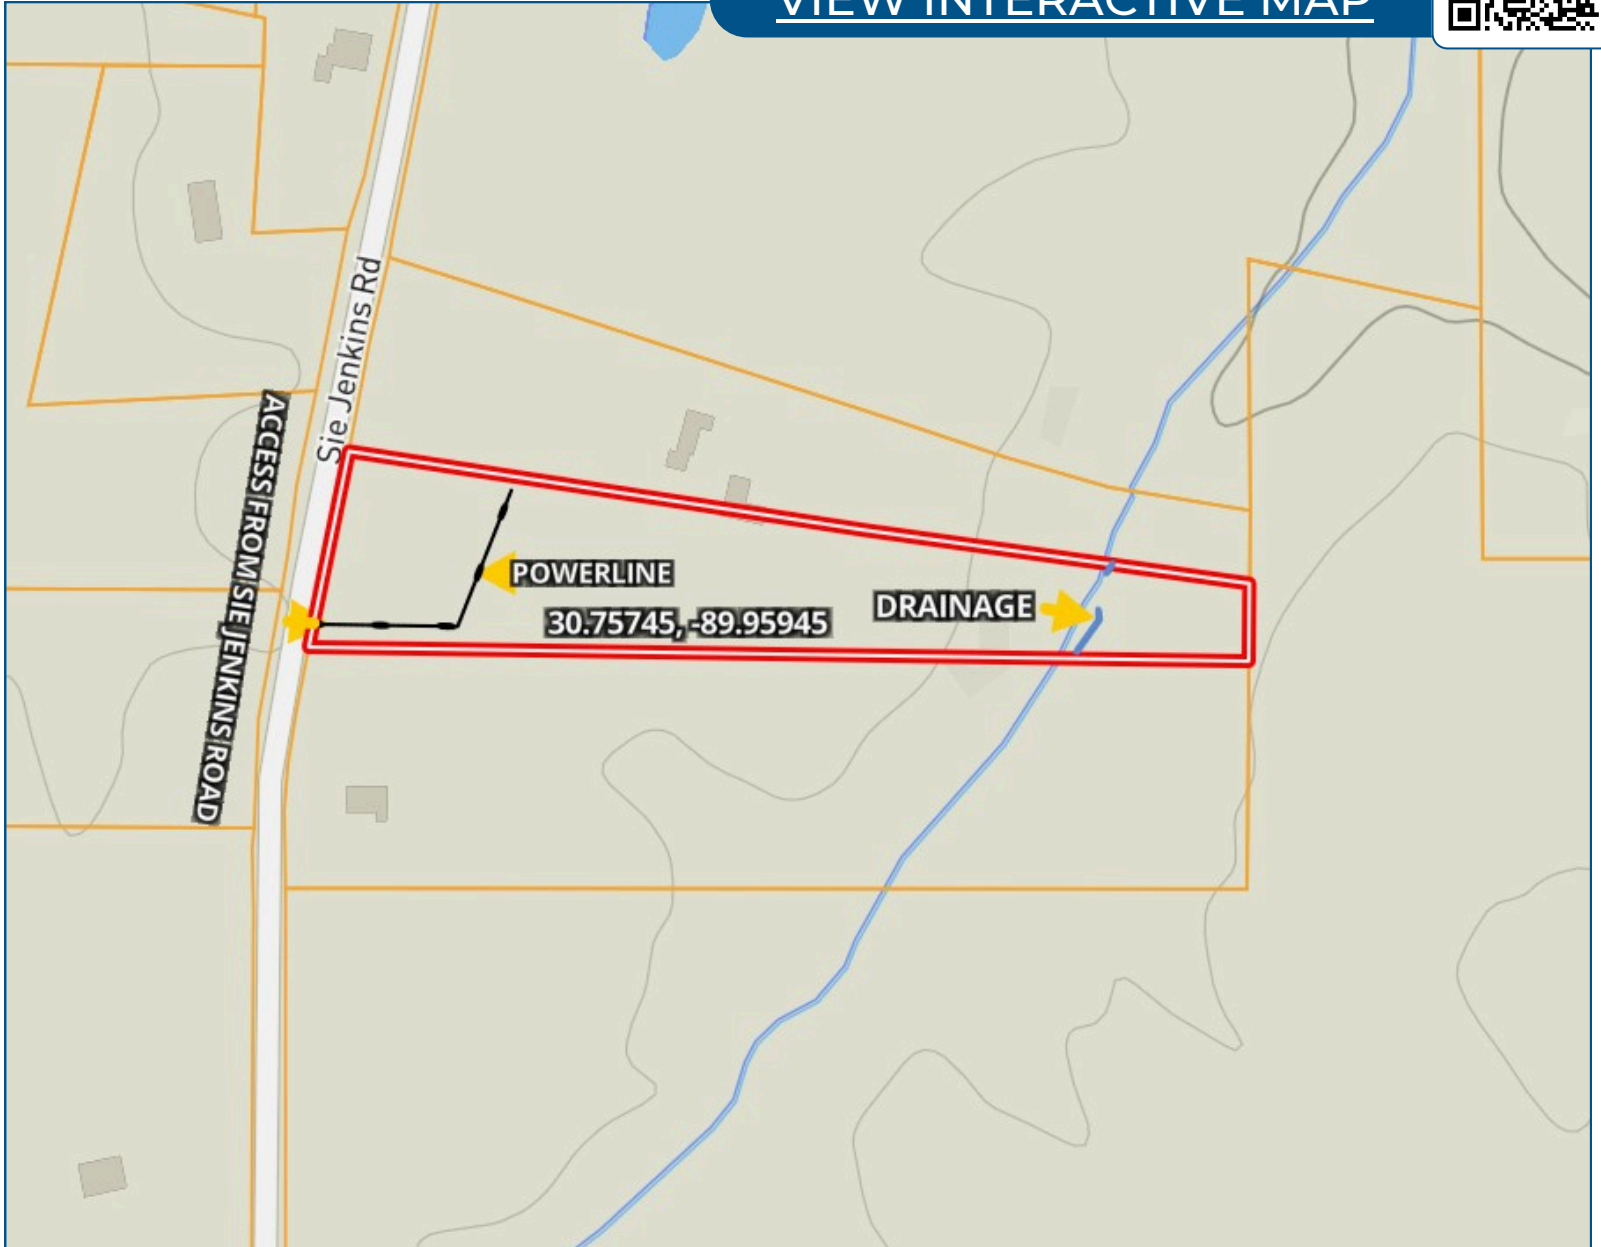 VIEW INTERACTIVE MAP
Sie Jenkins Rd
ACCESS FROM SIE JENKINS ROAD
POWERLINE
30.75745, -89.95945
DRAINAGE